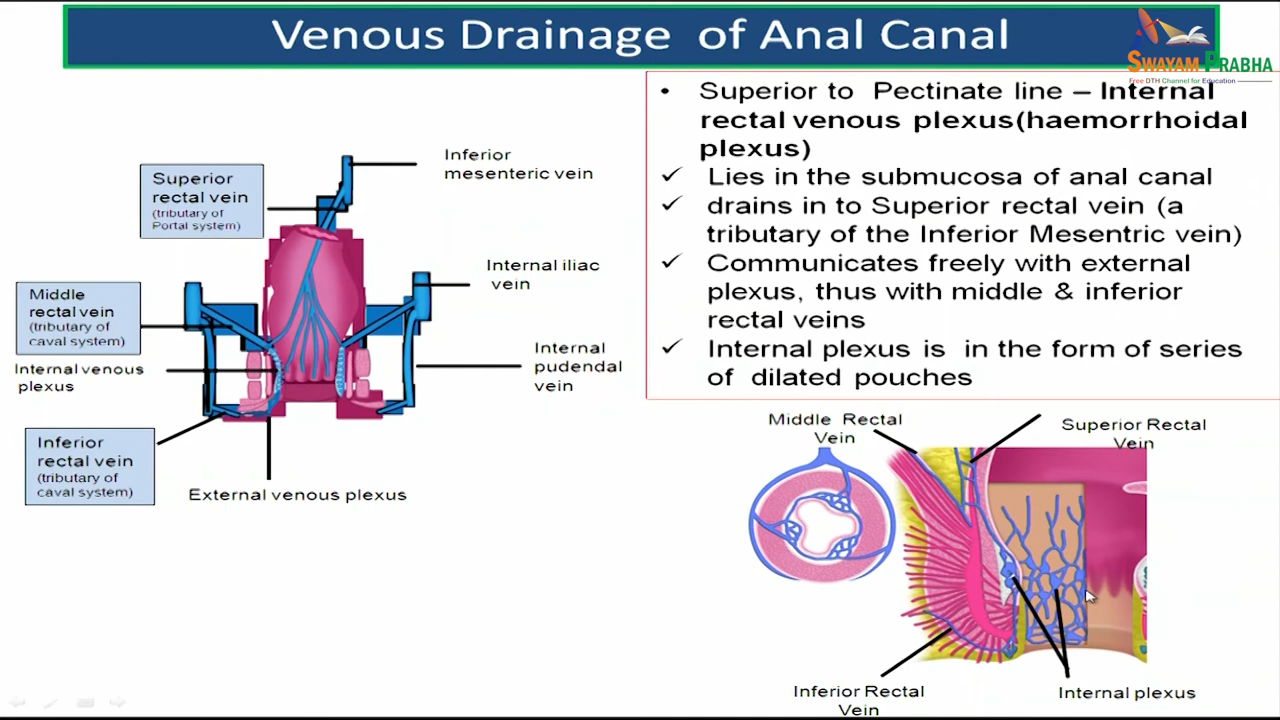 Venous Drainage of Anal Canal
SWAYAM PRABHA
Free DTH Channel for Education
• Superior to Pectinate line – Internal
rectal venous plexus(haemorrhoidal
plexus)
✓ Lies in the submucosa of anal canal
✓ drains in to Superior rectal vein (a
tributary of the Inferior Mesentric vein)
✓ Communicates freely with external
plexus, thus with middle & inferior
rectal veins
✓ Internal plexus is in the form of series
of dilated pouches
Inferior
mesenteric vein
Superior
rectal vein
(tributary of
Portal system)
Internal iliac
vein
Middle
rectal vein
(tributary of
caval system)
Internal venous
plexus
Internal
pudendal
vein
Inferior
rectal vein
(tributary of
caval system)
External venous plexus
Middle Rectal
Vein
Superior Rectal
Vein
Inferior Rectal
Vein
Internal plexus